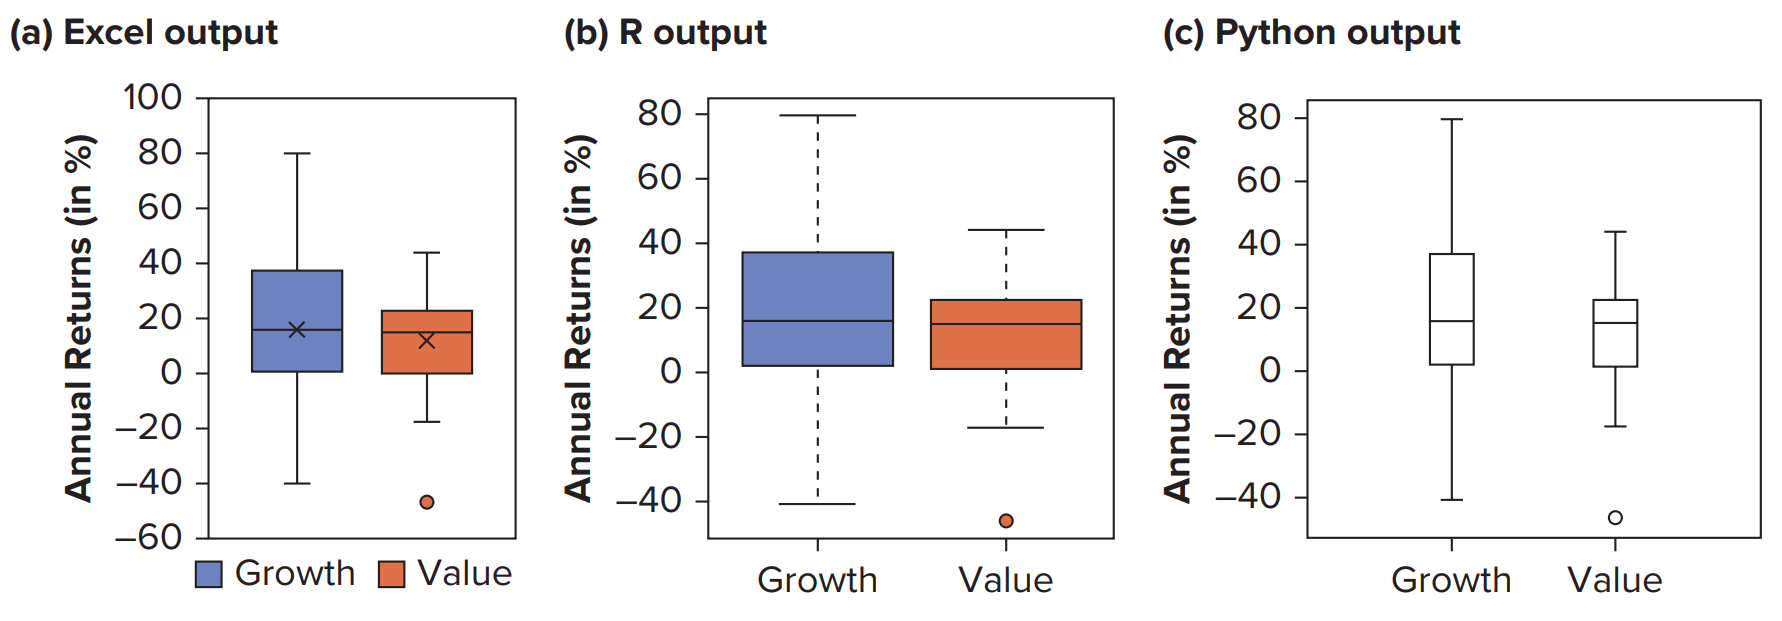 (a) Excel output
Annual Returns (in %)
100
80
60
40
20
0
–20
–40
–60
Growth
Value
(b) R output
Annual Returns (in %)
80
60
40
20
0
–20
–40
Growth
Value
(c) Python output
Annual Returns (in %)
80
60
40
20
0
–20
–40
Growth
Value